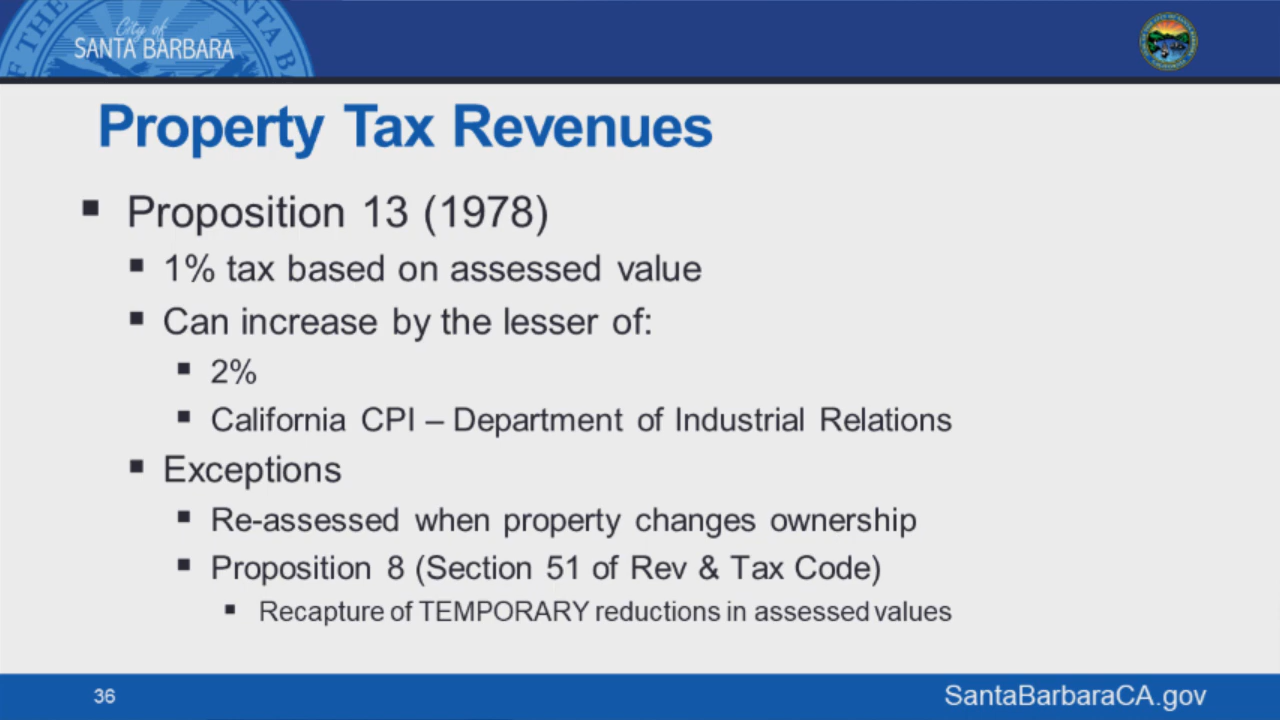 City of
SANTA BARBARA
Property Tax Revenues
Proposition 13 (1978)
1% tax based on assessed value
Can increase by the lesser of:
2%
California CPI – Department of Industrial Relations
Exceptions
Re-assessed when property changes ownership
Proposition 8 (Section 51 of Rev & Tax Code)
Recapture of TEMPORARY reductions in assessed values
36
SantaBarbaraCA.gov